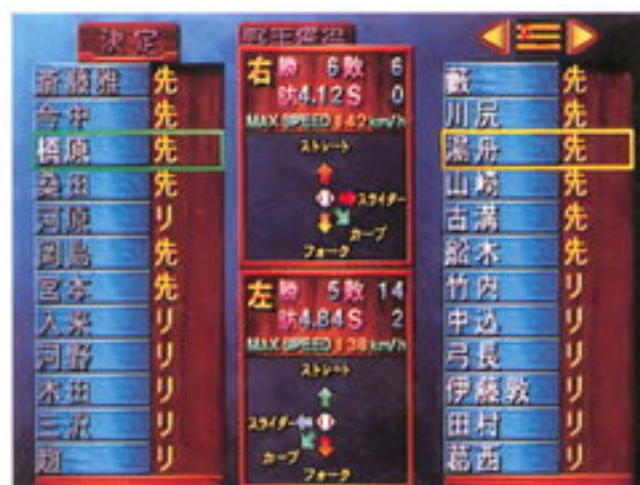 決定
斎藤雅 先
今中 先
橋原 先
桑田 先
河原 リ
岡島 先
宮本 先
入来 リ
河野 リ
木田 リ
三沢 リ
趙 リ
右 勝 6 敗 6
防4.12 S 0
MAX SPEED 142km/h
ストレート
スライダー
カーブ
フォーク
左 勝 5 敗 14
防4.84 S 2
MAX SPEED 138km/h
ストレート
スライダー
カーブ
フォーク
藪 先
川尻 先
湯舟 先
山崎 先
古溝 先
舩木 先
竹内 リ
中込 リ
弓長 リ
伊藤敦 リ
田村 リ
葛西 リ